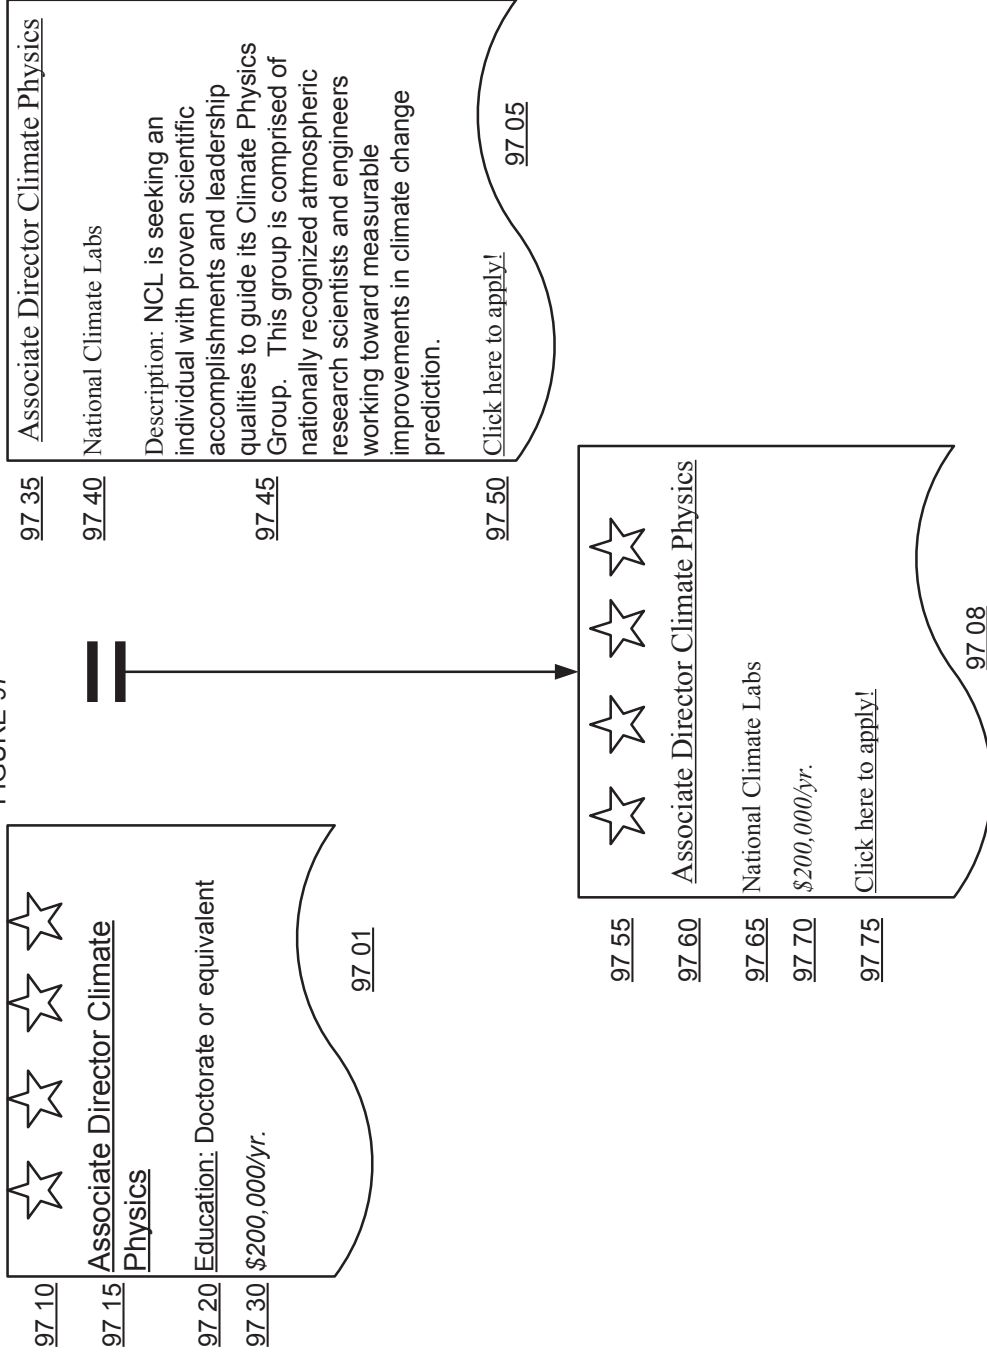 FIGURE 97
97 10
97 15 Associate Director Climate
Physics
97 20 Education: Doctorate or equivalent
97 30 $200,000/yr.
97 01
97 35 Associate Director Climate Physics
97 40 National Climate Labs
Description: NCL is seeking an
individual with proven scientific
accomplishments and leadership
qualities to guide its Climate Physics
97 45 Group. This group is comprised of
nationally recognized atmospheric
research scientists and engineers
working toward measurable
improvements in climate change
prediction.
97 50 Click here to apply!
97 05
97 55
97 60 Associate Director Climate Physics
97 65 National Climate Labs
97 70 $200,000/yr.
97 75 Click here to apply!
97 08